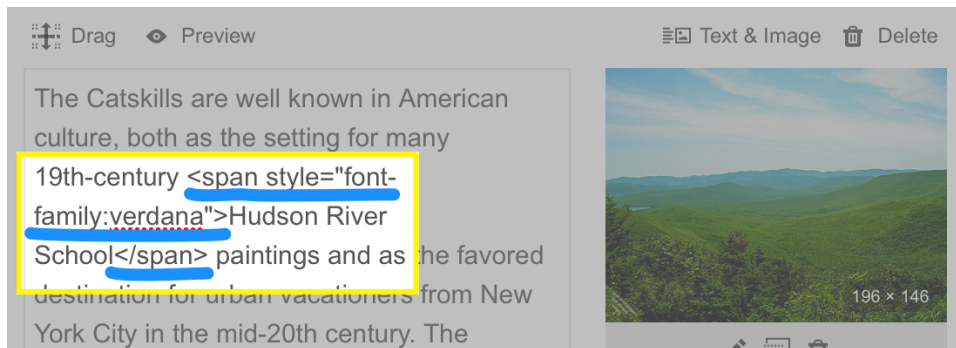 Drag Preview Text & Image Delete
The Catskills are well known in American
culture, both as the setting for many
19th-century <span style="font-
family:verdana">Hudson River
School</span> paintings and as the favored
destination for urban vacationers from New
York City in the mid-20th century. The
196 × 146